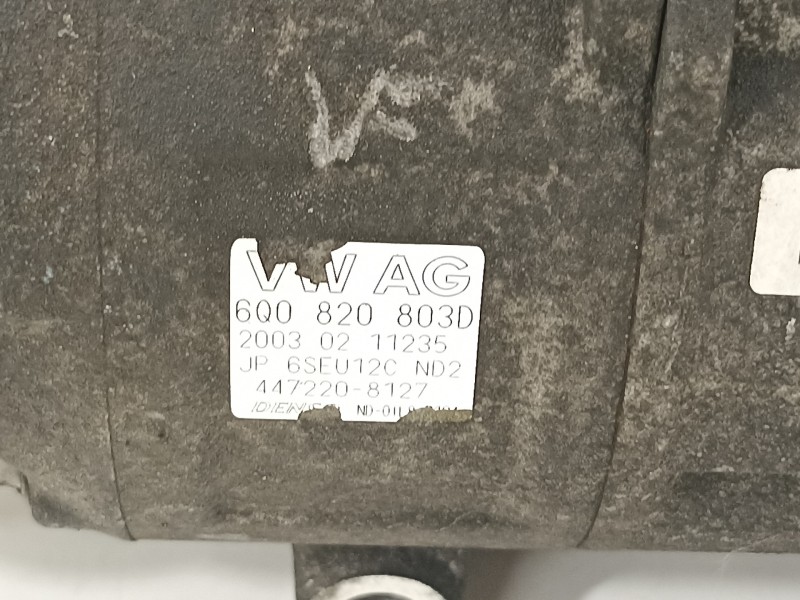 VF
VW AG
6Q0 820 803D
2003 02 11235
JP 6SEU12C ND2
447220-8127